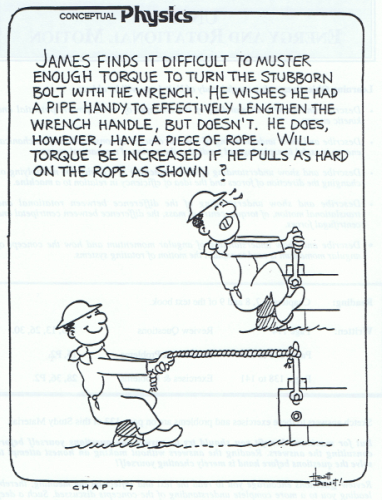 CONCEPTUAL Physics
JAMES FINDS IT DIFFICULT TO MUSTER
ENOUGH TORQUE TO TURN THE STUBBORN
BOLT WITH THE WRENCH. HE WISHES HE HAD
A PIPE HANDY TO EFFECTIVELY LENGTHEN THE
WRENCH HANDLE, BUT DOESN'T. HE DOES,
HOWEVER, HAVE A PIECE OF ROPE. WILL
TORQUE BE INCREASED IF HE PULLS AS HARD
ON THE ROPE AS SHOWN?
CHAP. 7